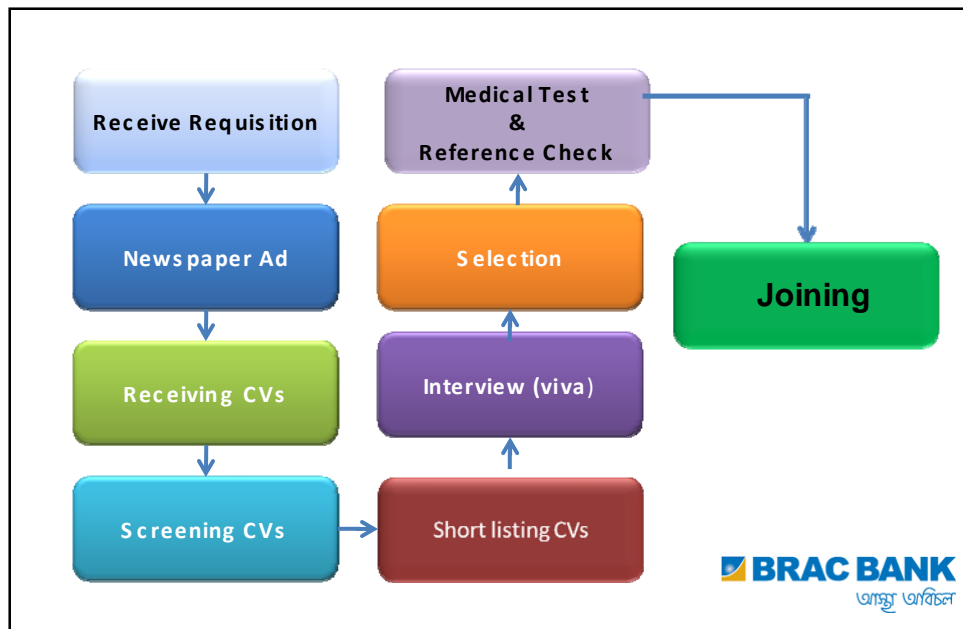 Receive Requisition
Newspaper Ad
Receiving CVs
Screening CVs
Short listing CVs
Interview (viva)
Selection
Medical Test
&
Reference Check
Joining
BRAC BANK
আস্থা অবিচল